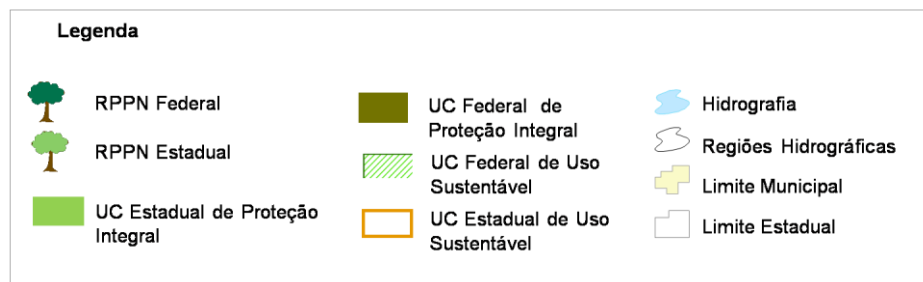 Legenda
RPPN Federal
RPPN Estadual
UC Estadual de Proteção
Integral
UC Federal de
Proteção Integral
UC Federal de Uso
Sustentável
UC Estadual de Uso
Sustentável
Hidrografia
Regiões Hidrográficas
Limite Municipal
Limite Estadual